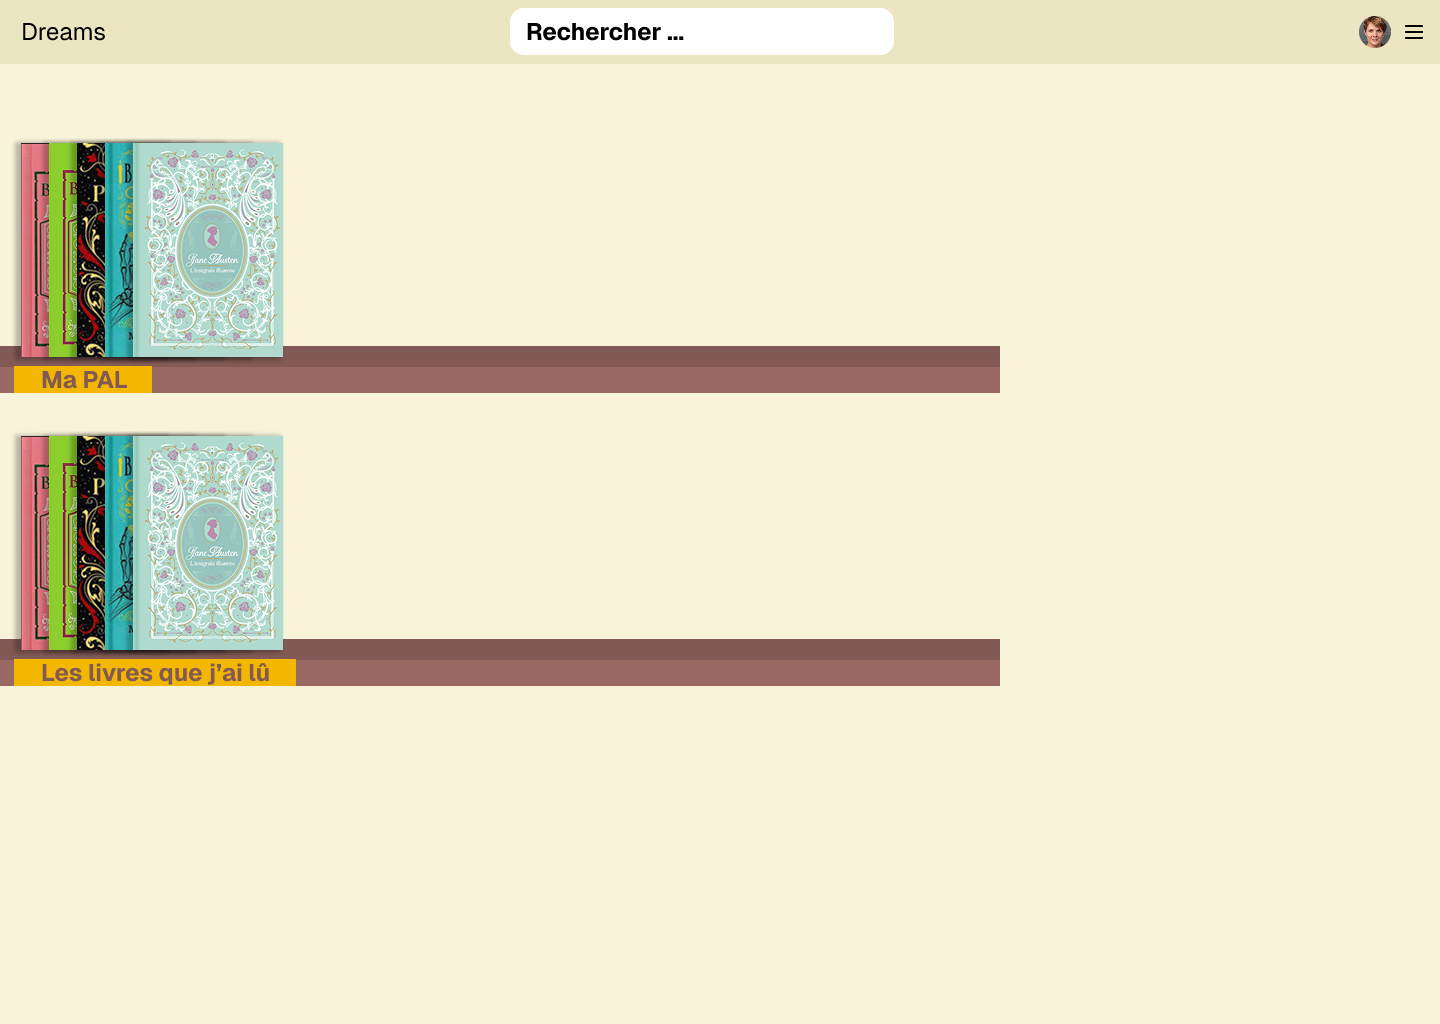 Dreams
Rechercher ...
B B P B
Jane Austen
L'intégrale illustrée
Ma PAL
B B P B
Jane Austen
L'intégrale illustrée
Les livres que j’ai lû